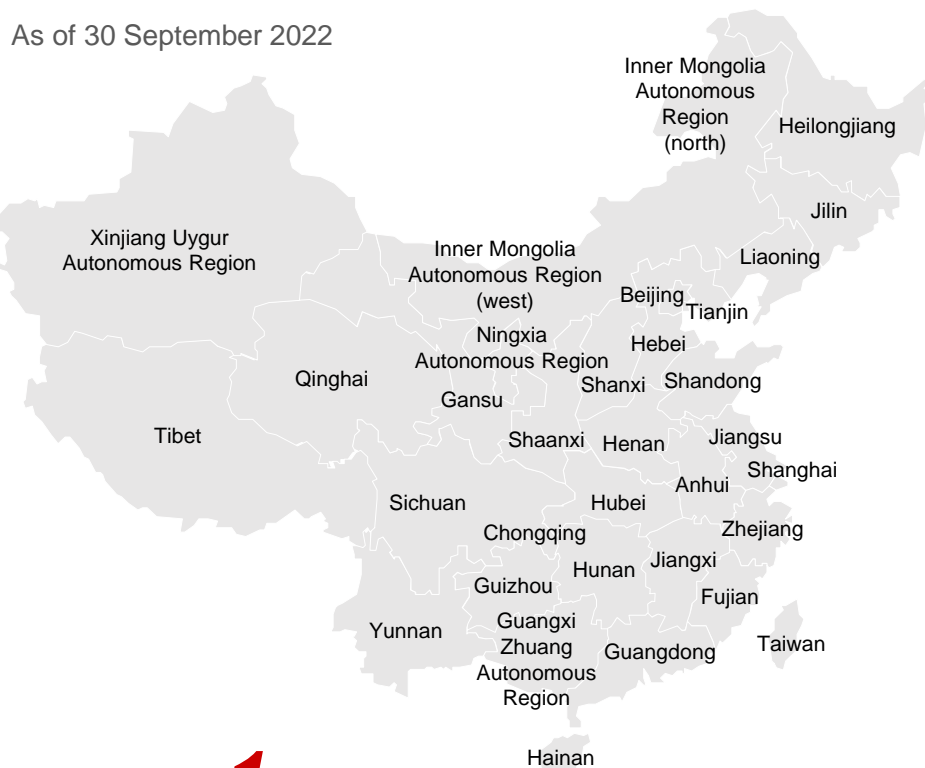 As of 30 September 2022
Inner Mongolia
Autonomous
Region
(north)
Heilongjiang
Jilin
Xinjiang Uygur
Autonomous Region
Inner Mongolia
Autonomous Region
(west)
Liaoning
Beijing
Tianjin
Ningxia
Autonomous Region
Hebei
Qinghai
Gansu
Shanxi
Shandong
Tibet
Shaanxi
Henan
Jiangsu
Shanghai
Anhui
Sichuan
Hubei
Chongqing
Zhejiang
Hunan
Jiangxi
Guizhou
Fujian
Yunnan
Guangxi
Zhuang
Autonomous
Region
Guangdong
Taiwan
Hainan